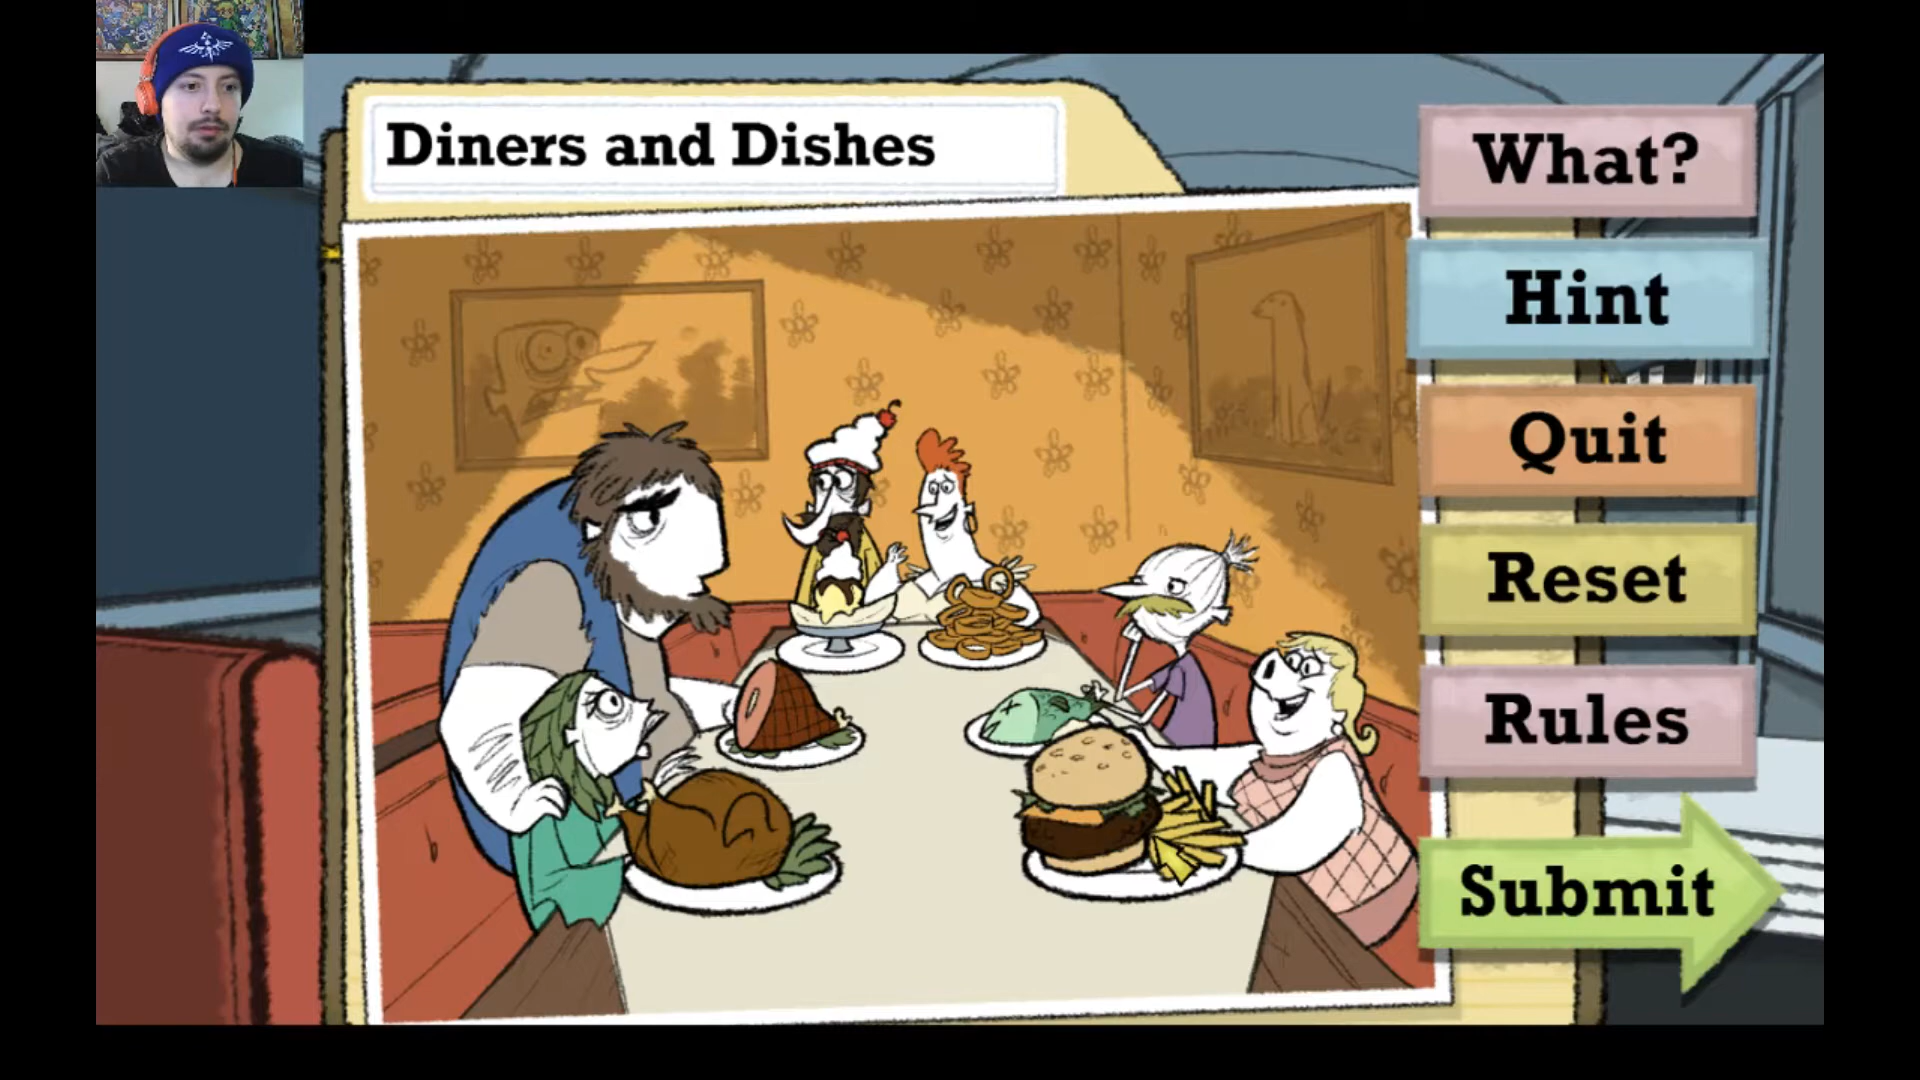 Diners and Dishes
What?
Hint
Quit
Reset
Rules
Submit